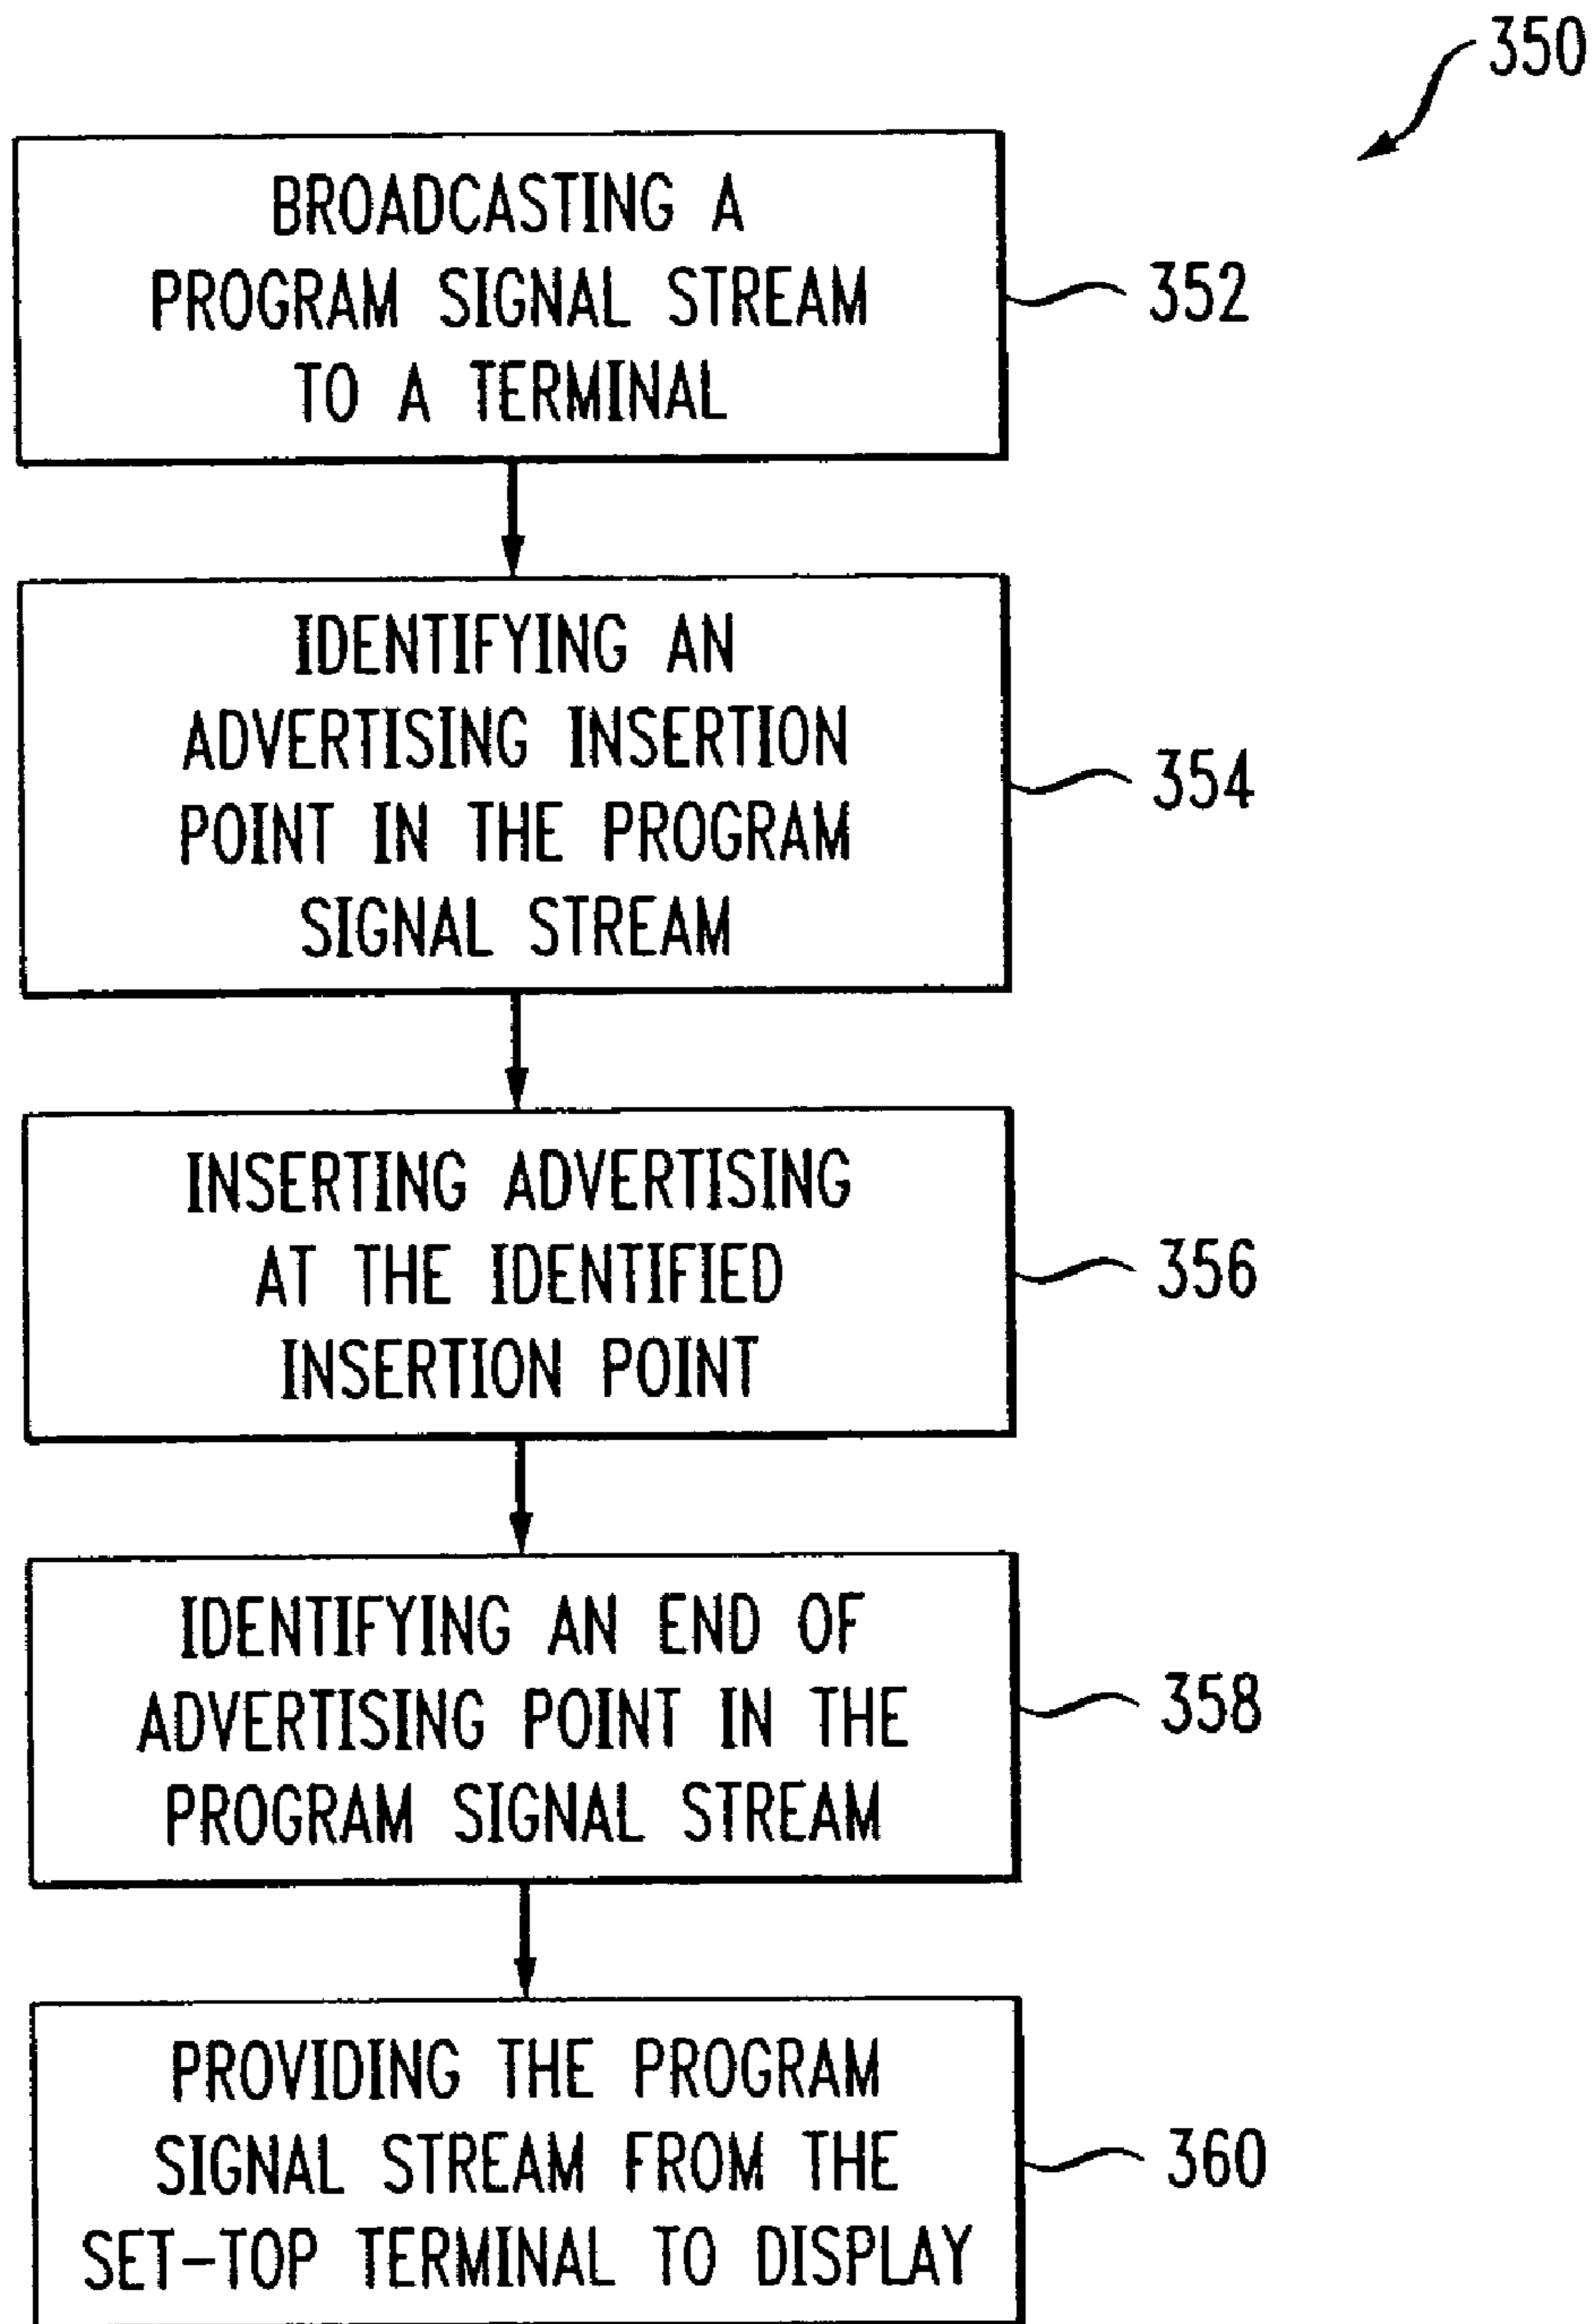 350
BROADCASTING A
PROGRAM SIGNAL STREAM
TO A TERMINAL
352
IDENTIFYING AN
ADVERTISING INSERTION
POINT IN THE PROGRAM
SIGNAL STREAM
354
INSERTING ADVERTISING
AT THE IDENTIFIED
INSERTION POINT
356
IDENTIFYING AN END OF
ADVERTISING POINT IN THE
PROGRAM SIGNAL STREAM
358
PROVIDING THE PROGRAM
SIGNAL STREAM FROM THE
SET-TOP TERMINAL TO DISPLAY
360